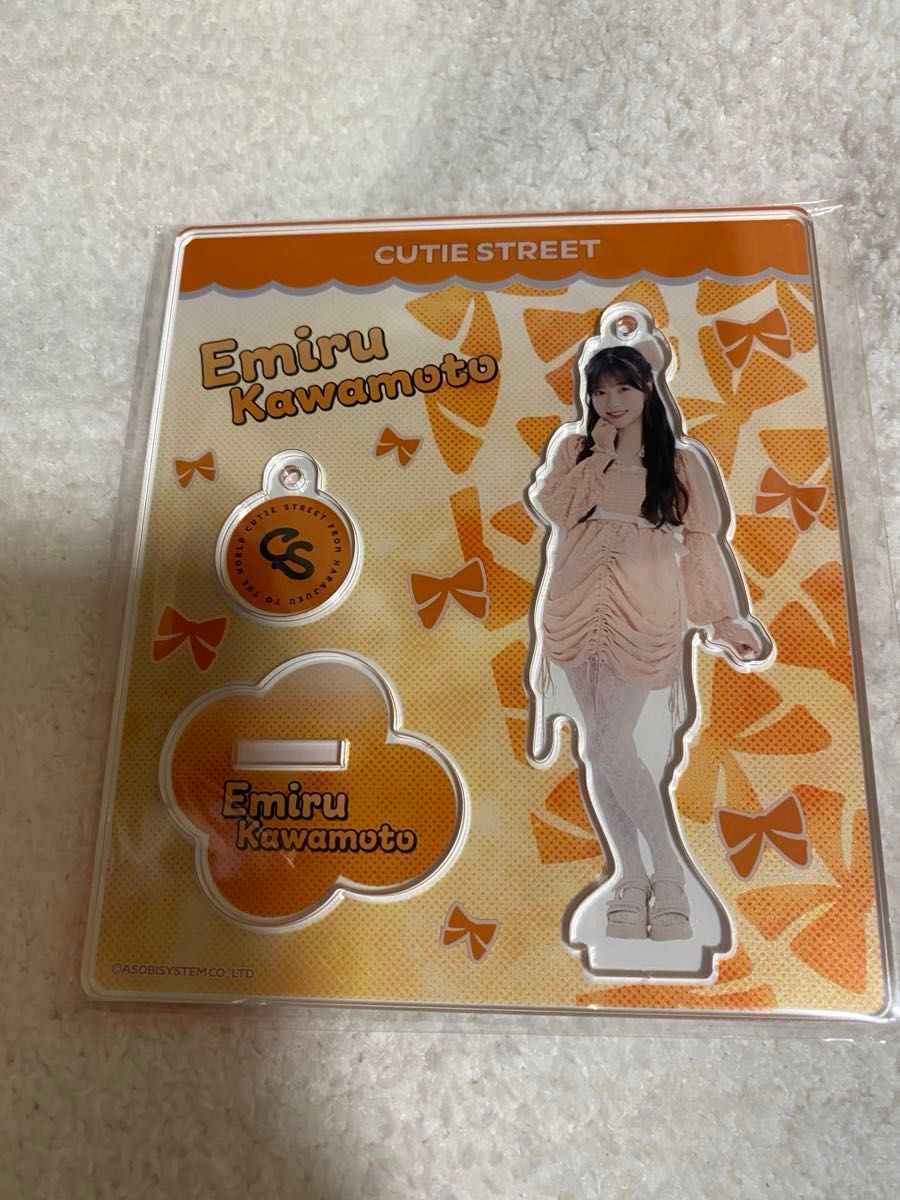 CUTIE STREET
Emiru
Kawamoto
CUTIE STREET FROM HARAJUKU TO THE WORLD
CS
Emiru
Kawamoto
©ASOBISYSTEM CO., LTD